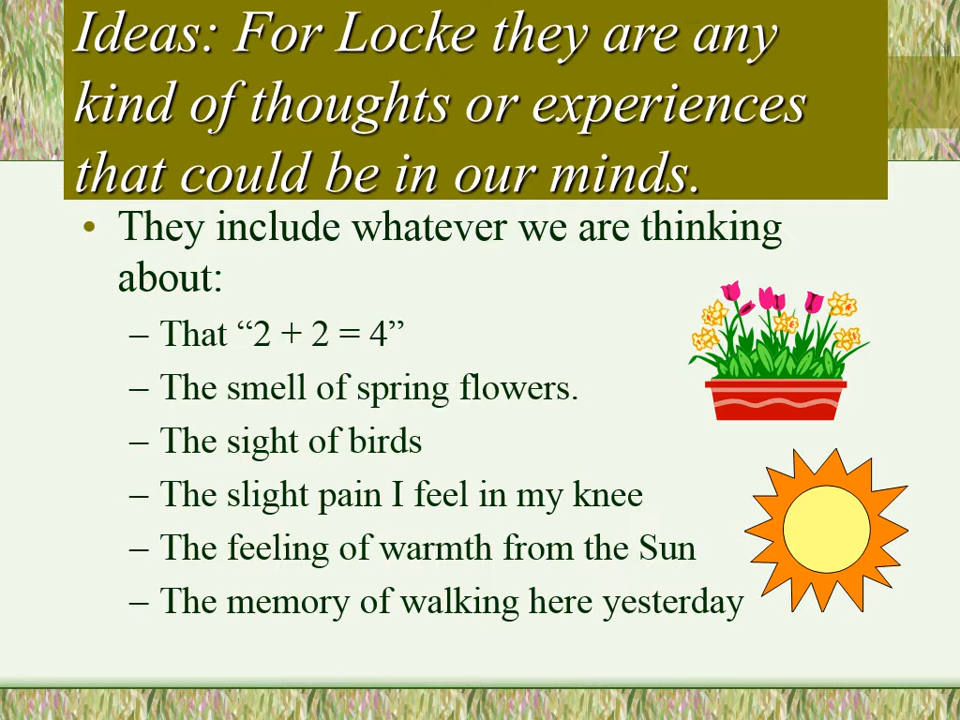 Ideas: For Locke they are any
kind of thoughts or experiences
that could be in our minds.
• They include whatever we are thinking
about:
– That “2 + 2 = 4”
– The smell of spring flowers.
– The sight of birds
– The slight pain I feel in my knee
– The feeling of warmth from the Sun
– The memory of walking here yesterday